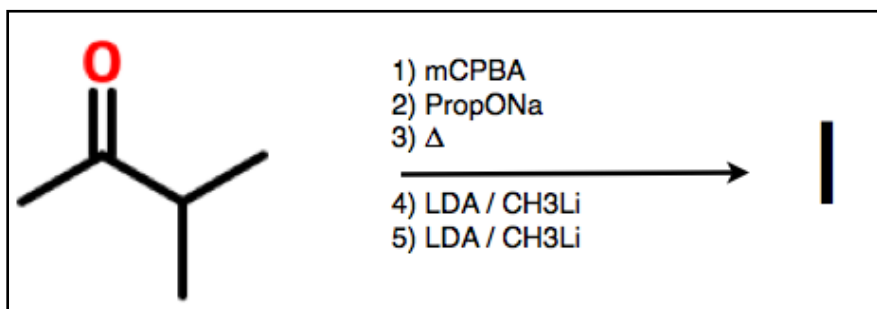 O
1) mCPBA
2) PropONa
3) Δ
4) LDA / CH3Li
5) LDA / CH3Li
I